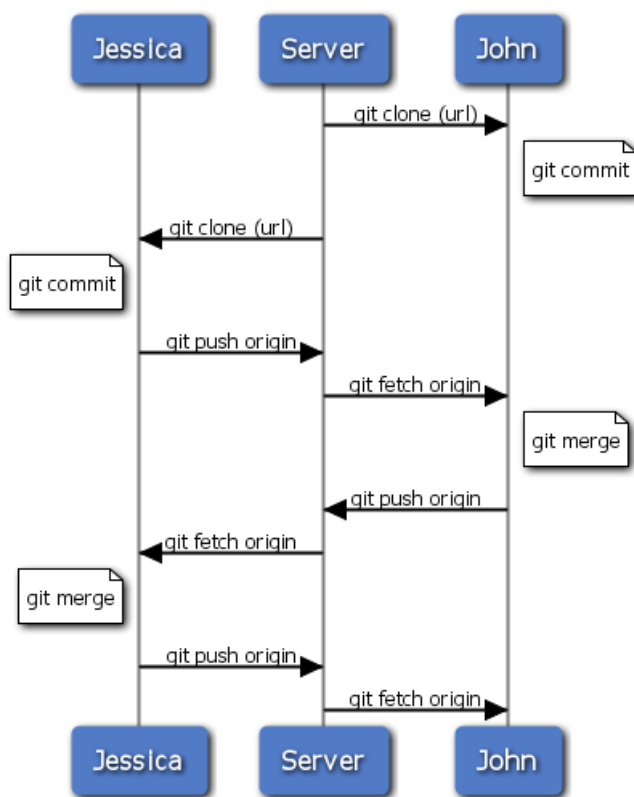 Jessica
Server
John
git clone (url)
git commit
git clone (url)
git commit
git push origin
git fetch origin
git merge
git push origin
git fetch origin
git merge
git push origin
git fetch origin
Jessica
Server
John